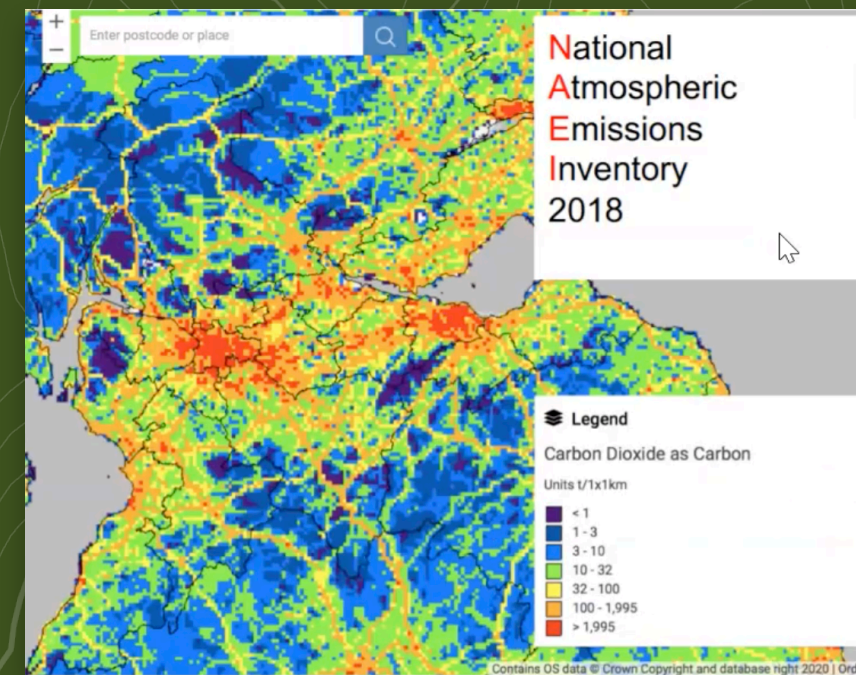 +
−
Enter postcode or place
National
Atmospheric
Emissions
Inventory
2018
Legend
Carbon Dioxide as Carbon
Units t/1x1km
< 1
1 - 3
3 - 10
10 - 32
32 - 100
100 - 1,995
> 1,995
Contains OS data © Crown Copyright and database right 2020 | Ord